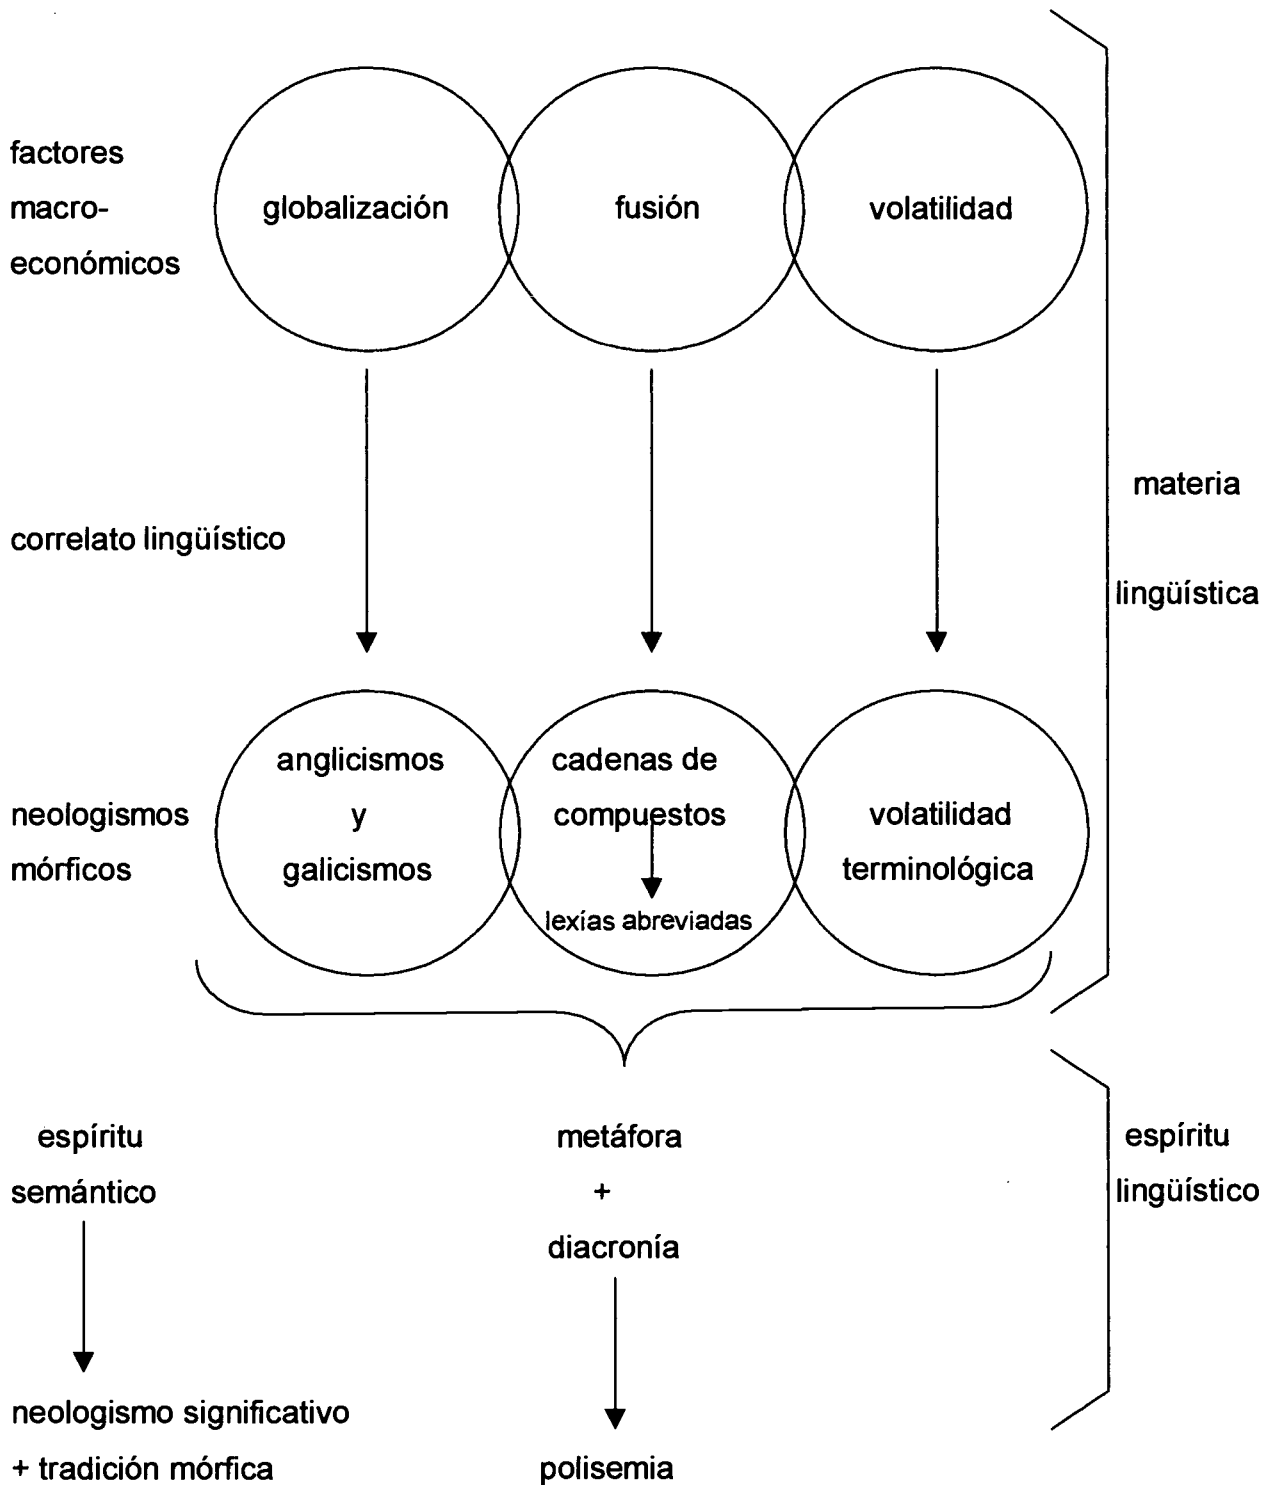 factores
macro-
económicos
globalización
fusión
volatilidad
correlato lingüístico
materia
lingüística
neologismos
mórficos
anglicismos
y
galicismos
cadenas de
compuestos
lexías abreviadas
volatilidad
terminológica
espíritu
semántico
metáfora
+
diacronía
espíritu
lingüístico
neologismo significativo
+ tradición mórfica
polisemia